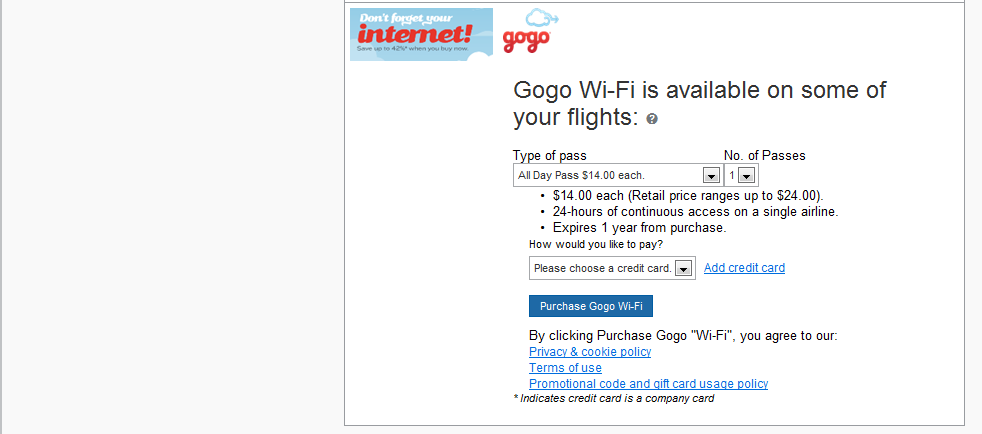 Don't forget your
internet!
Save up to 42%* when you buy now.
gogo
Gogo Wi-Fi is available on some of
your flights: ?
Type of pass No. of Passes
All Day Pass $14.00 each. 1
• $14.00 each (Retail price ranges up to $24.00).
• 24-hours of continuous access on a single airline.
• Expires 1 year from purchase.
How would you like to pay?
Please choose a credit card. Add credit card
Purchase Gogo Wi-Fi
By clicking Purchase Gogo "Wi-Fi", you agree to our:
Privacy & cookie policy
Terms of use
Promotional code and gift card usage policy
* Indicates credit card is a company card